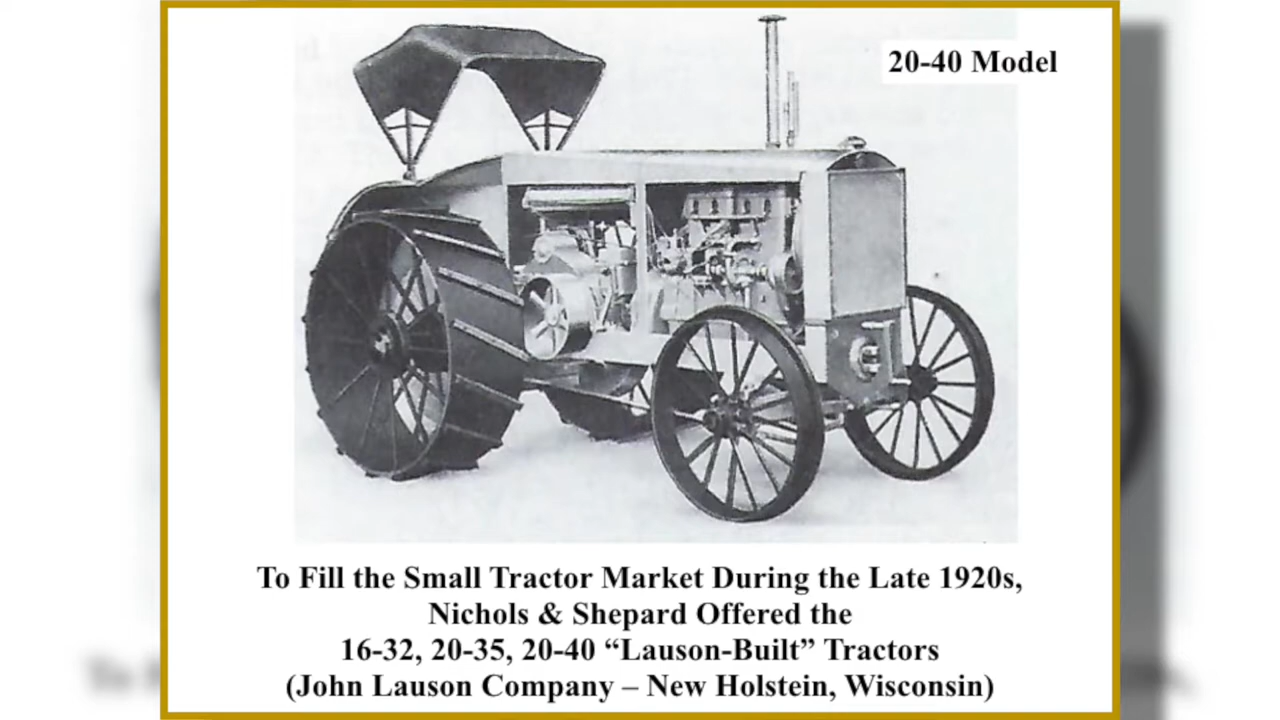 20-40 Model
To Fill the Small Tractor Market During the Late 1920s,
Nichols & Shepard Offered the
16-32, 20-35, 20-40 “Lauson-Built” Tractors
(John Lauson Company – New Holstein, Wisconsin)